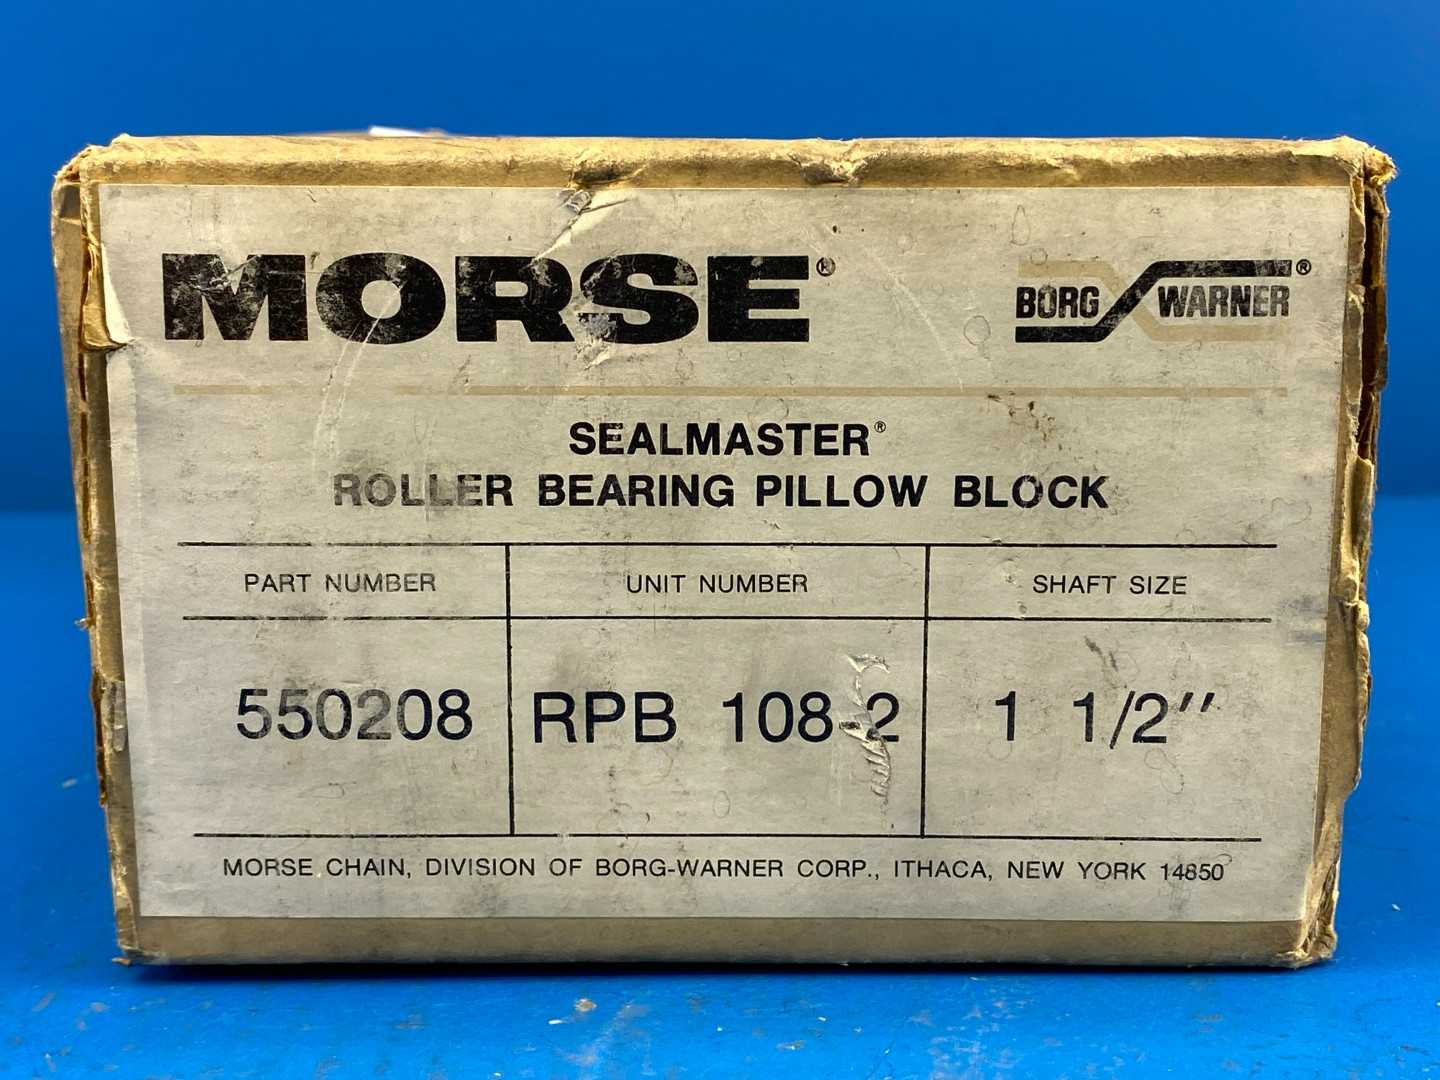 MORSE®
BORG WARNER®
SEALMASTER®
ROLLER BEARING PILLOW BLOCK
PART NUMBER UNIT NUMBER SHAFT SIZE
550208 RPB 108-2 1 1/2″
MORSE CHAIN, DIVISION OF BORG-WARNER CORP., ITHACA, NEW YORK 14850